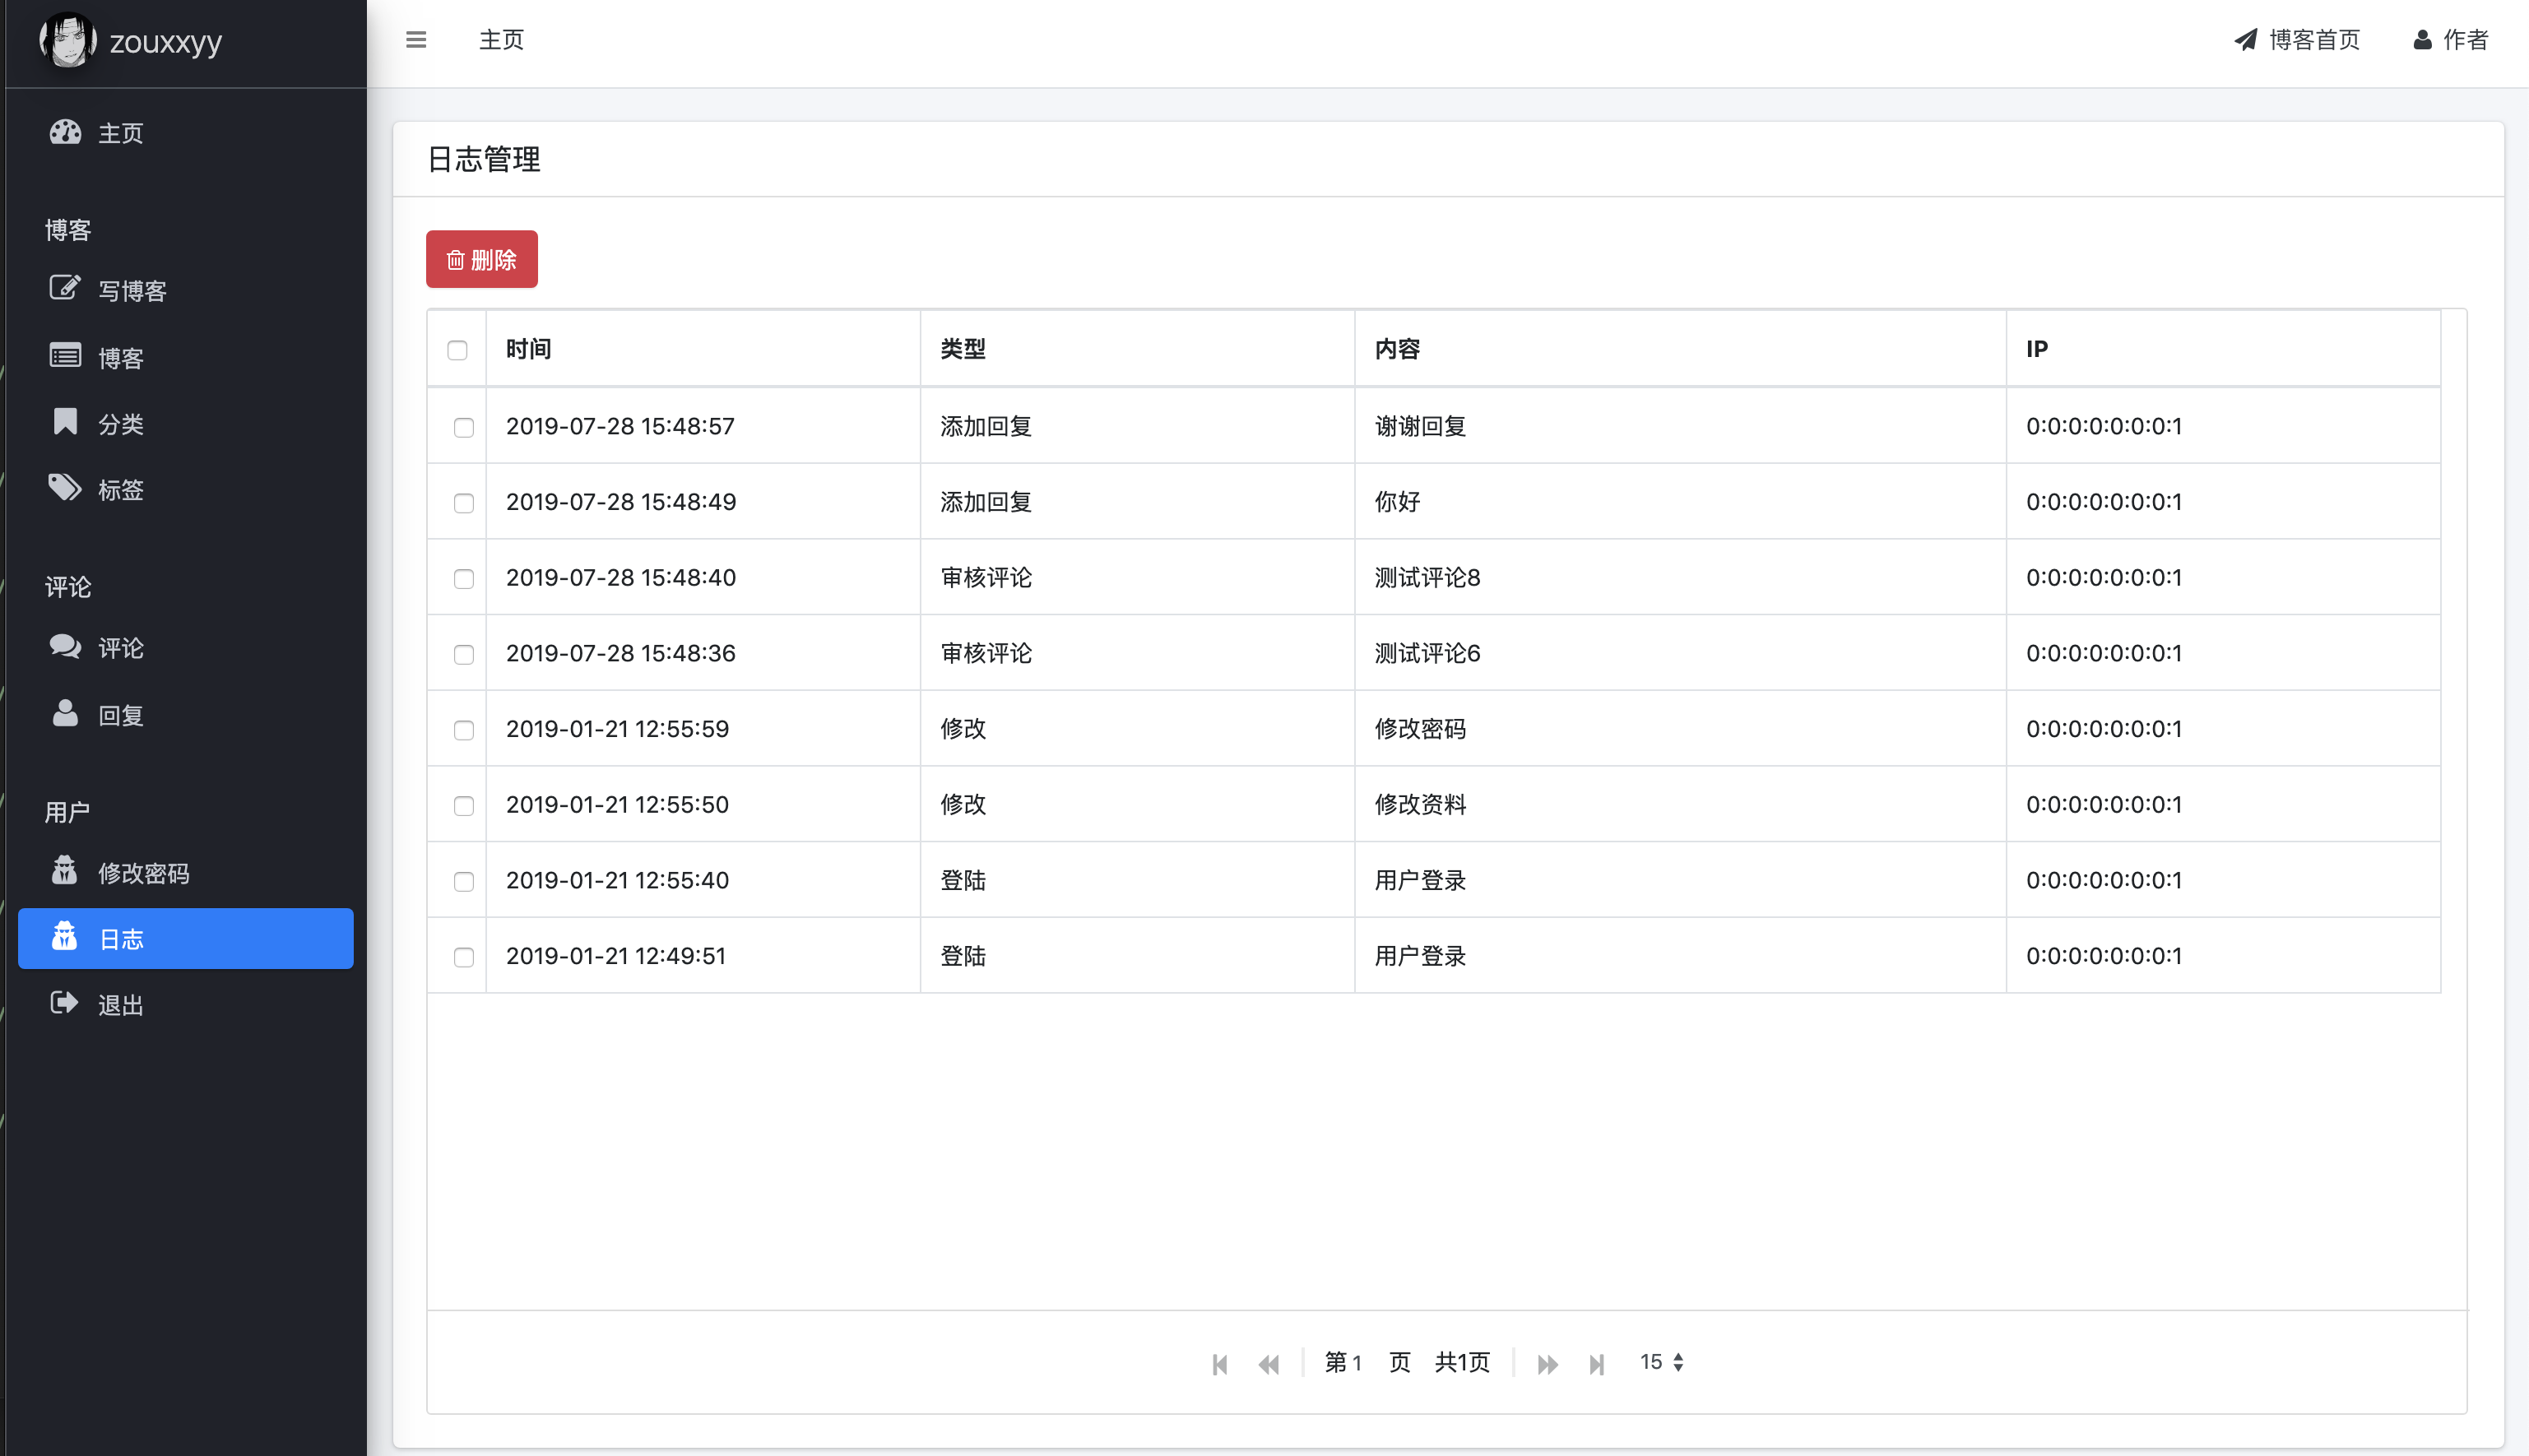 zouxxyy
主页
博客
写博客
博客
分类
标签
评论
评论
回复
用户
修改密码
日志
退出
主页 博客首页 作者
日志管理
删除
时间 类型 内容 IP
2019-07-28 15:48:57 添加回复 谢谢回复 0:0:0:0:0:0:0:1
2019-07-28 15:48:49 添加回复 你好 0:0:0:0:0:0:0:1
2019-07-28 15:48:40 审核评论 测试评论8 0:0:0:0:0:0:0:1
2019-07-28 15:48:36 审核评论 测试评论6 0:0:0:0:0:0:0:1
2019-01-21 12:55:59 修改 修改密码 0:0:0:0:0:0:0:1
2019-01-21 12:55:50 修改 修改资料 0:0:0:0:0:0:0:1
2019-01-21 12:55:40 登陆 用户登录 0:0:0:0:0:0:0:1
2019-01-21 12:49:51 登陆 用户登录 0:0:0:0:0:0:0:1
第 1 页 共1页 15